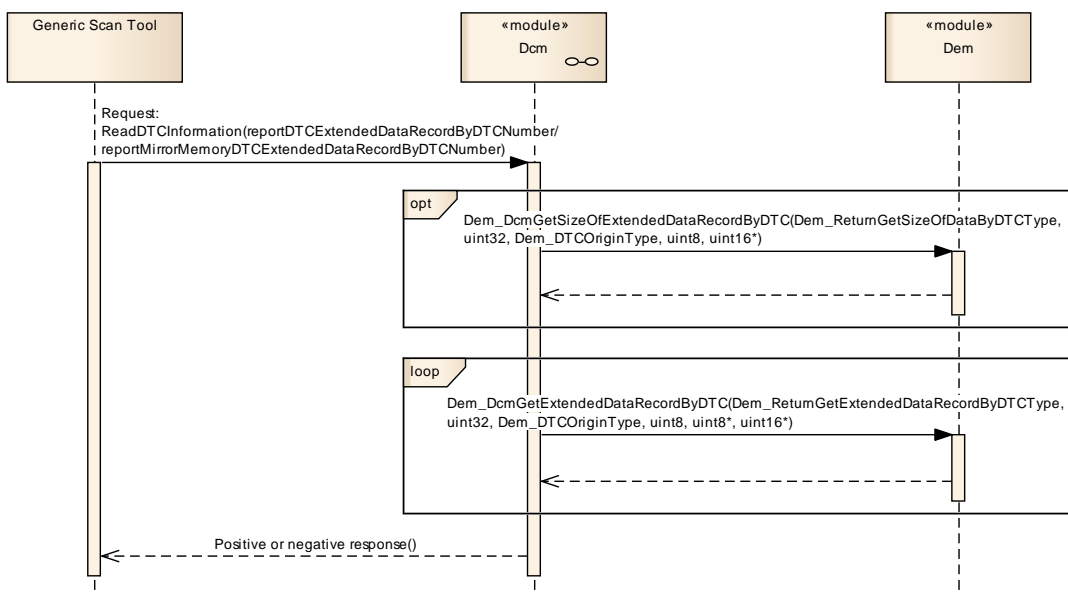 Generic Scan Tool
«module»
Dcm
«module»
Dem
Request:
ReadDTCInformation(reportDTCExtendedDataRecordByDTCNumber/
reportMirrorMemoryDTCExtendedDataRecordByDTCNumber)
opt
Dem_DcmGetSizeOfExtendedDataRecordByDTC(Dem_ReturnGetSizeOfDataByDTCType,
uint32, Dem_DTCOriginType, uint8, uint16*)
loop
Dem_DcmGetExtendedDataRecordByDTC(Dem_ReturnGetExtendedDataRecordByDTCType,
uint32, Dem_DTCOriginType, uint8, uint8*, uint16*)
Positive or negative response()